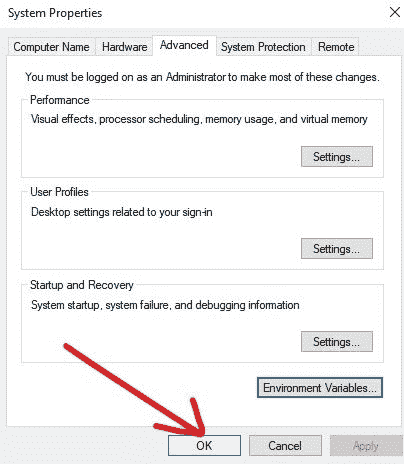 System Properties
Computer Name Hardware Advanced System Protection Remote
You must be logged on as an Administrator to make most of these changes.
Performance
Visual effects, processor scheduling, memory usage, and virtual memory
Settings...
User Profiles
Desktop settings related to your sign-in
Settings...
Startup and Recovery
System startup, system failure, and debugging information
Settings...
Environment Variables...
OK Cancel Apply